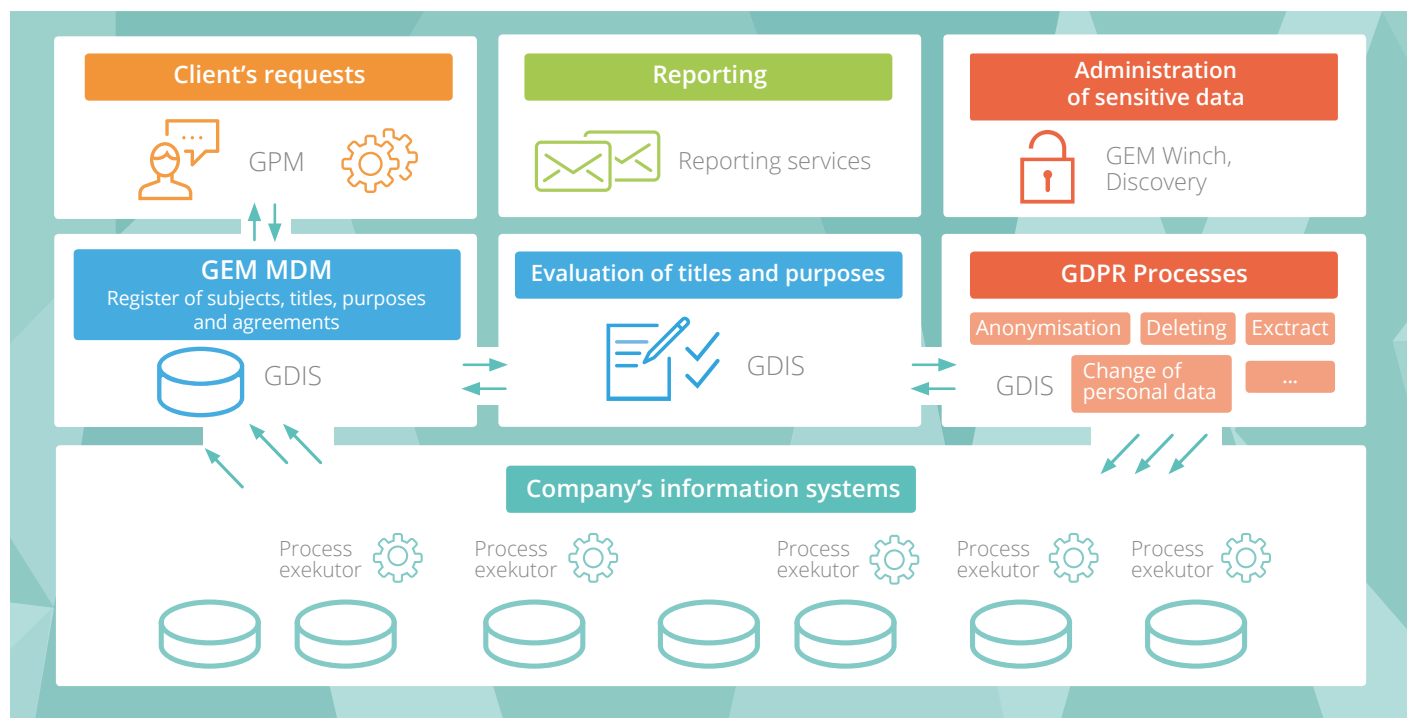 Client's requests
GPM
Reporting
Reporting services
Administration
of sensitive data
GEM Winch,
Discovery
GEM MDM
Register of subjects, titles, purposes
and agreements
GDIS
Evaluation of titles and purposes
GDIS
GDPR Processes
Anonymisation
Deleting
Exctract
GDIS
Change of
personal data
...
Company's information systems
Process
exekutor
Process
exekutor
Process
exekutor
Process
exekutor
Process
exekutor